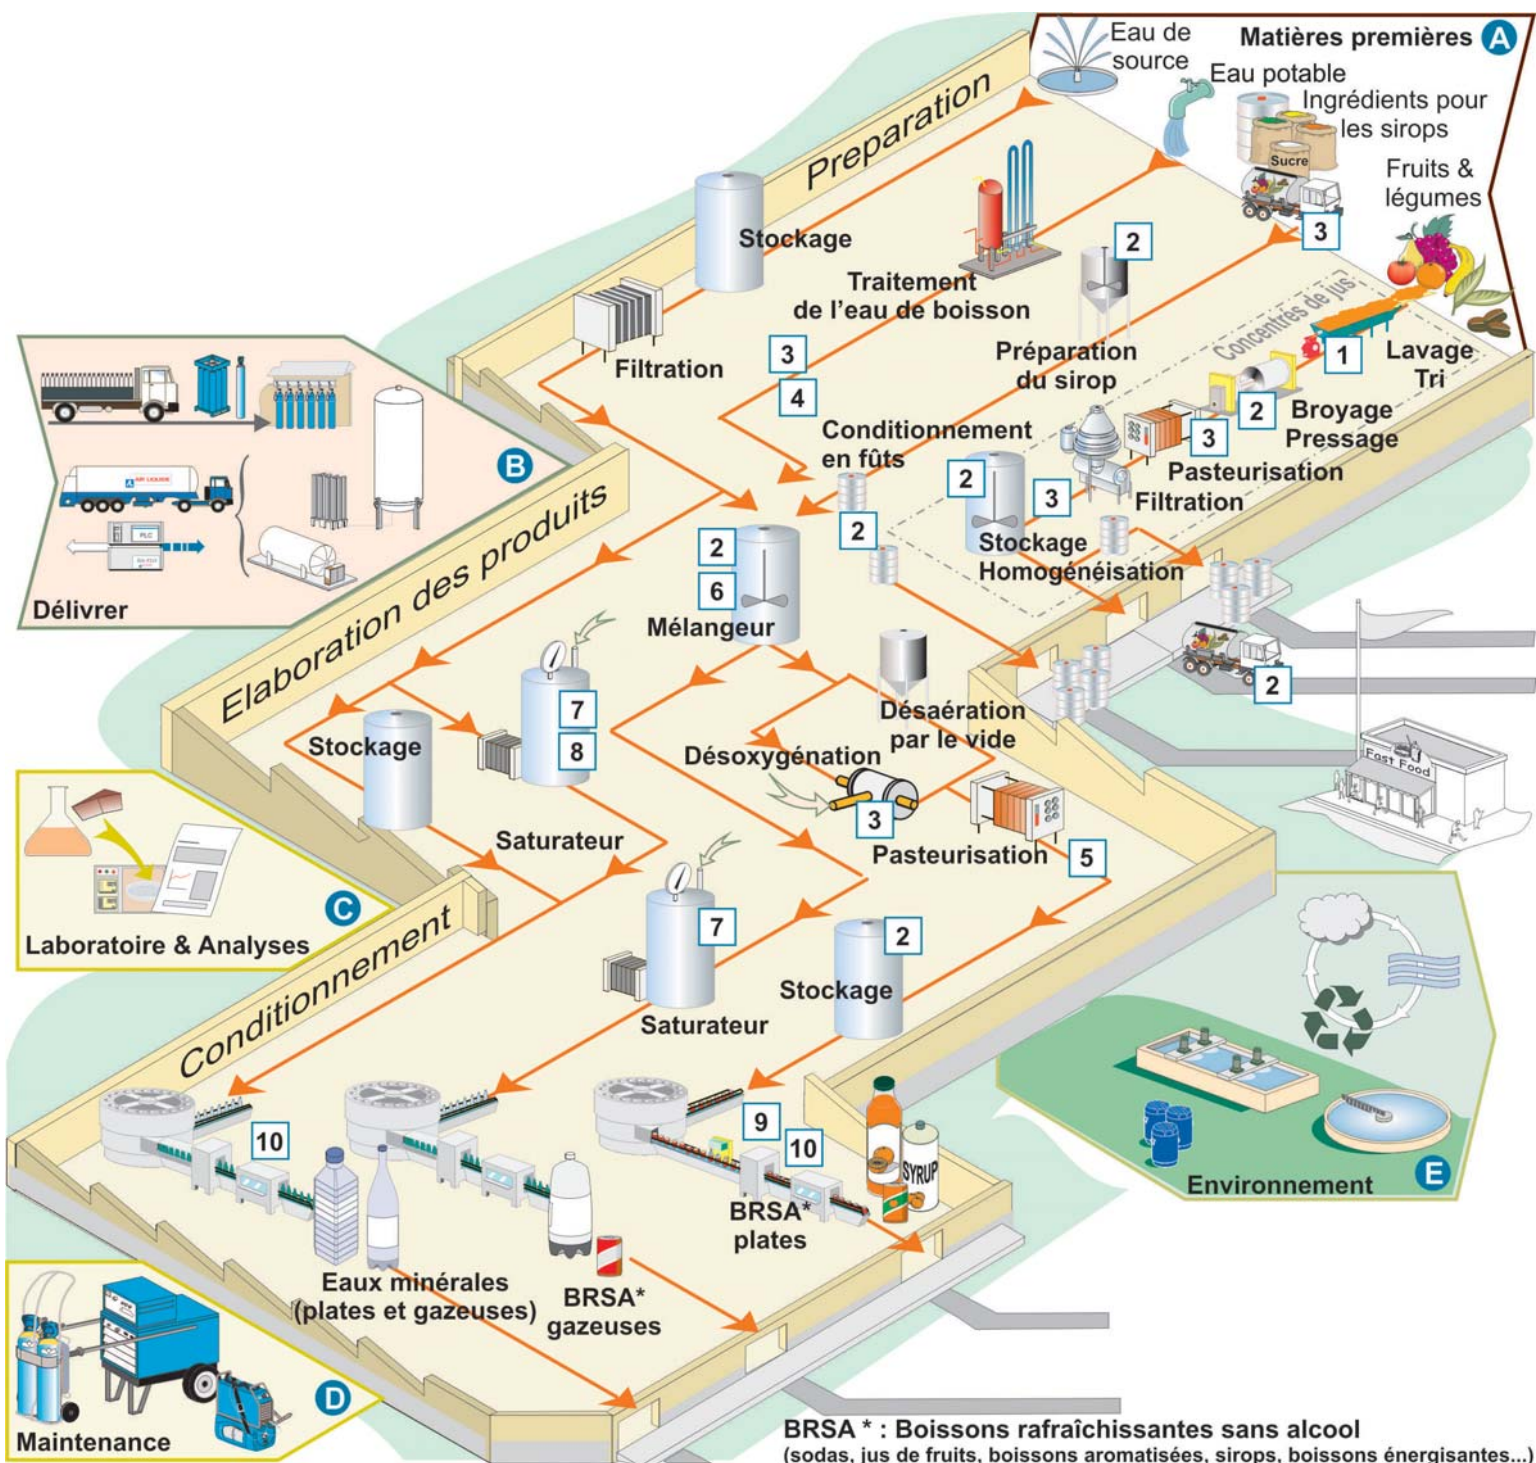 Eau de
source
Matières premières A
Eau potable
Ingrédients pour
les sirops
Sucre
Fruits &
légumes
3
Preparation
Stockage
2
Traitement
de l'eau de boisson
Filtration
3
4
Préparation
du sirop
Concentrés de jus
1
Lavage
Tri
2
Broyage
Pressage
3
Pasteurisation
Filtration
3
2
Stockage
Homogénéisation
Conditionnement
en fûts
2
2
Fast Food
B
AIR LIQUIDE
PLC
Délivrer
Elaboration des produits
2
6
Mélangeur
Stockage
7
8
Saturateur
Désaération
par le vide
Désoxygénation
3
Pasteurisation
5
C
Laboratoire & Analyses
Conditionnement
7
Saturateur
2
Stockage
10
9
10
SYRUP
BRSA*
plates
Eaux minérales
(plates et gazeuses)
BRSA*
gazeuses
Environnement
E
D
Maintenance
BRSA * : Boissons rafraîchissantes sans alcool
(sodas, jus de fruits, boissons aromatisées, sirops, boissons énergisantes...)